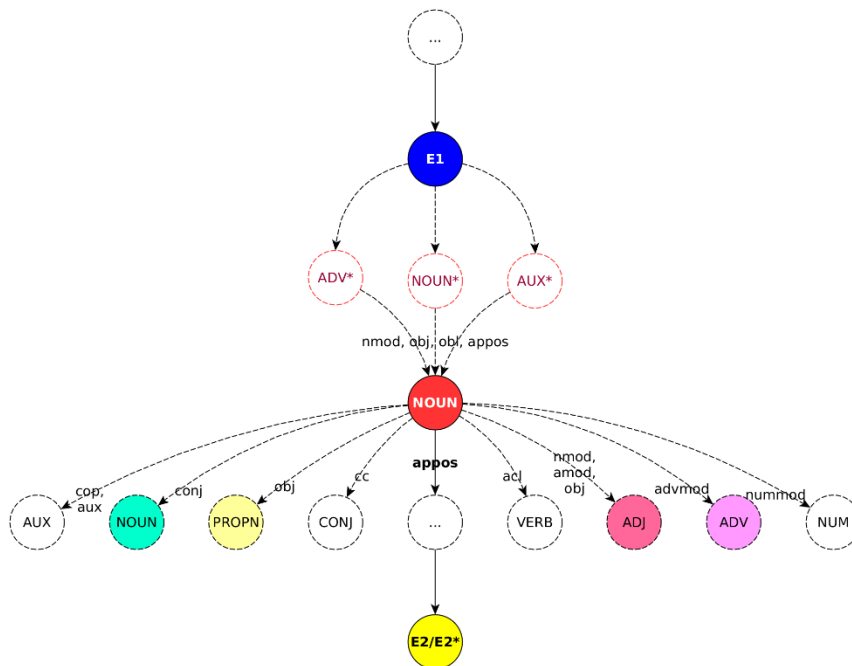 ...
E1
ADV* NOUN* AUX*
nmod, obj, obl, appos
NOUN
cop,
aux
conj
obj
cc
appos
acl
nmod,
amod,
obj
advmod
nummod
AUX NOUN PROPN CONJ ... VERB ADJ ADV NUM
E2/E2*